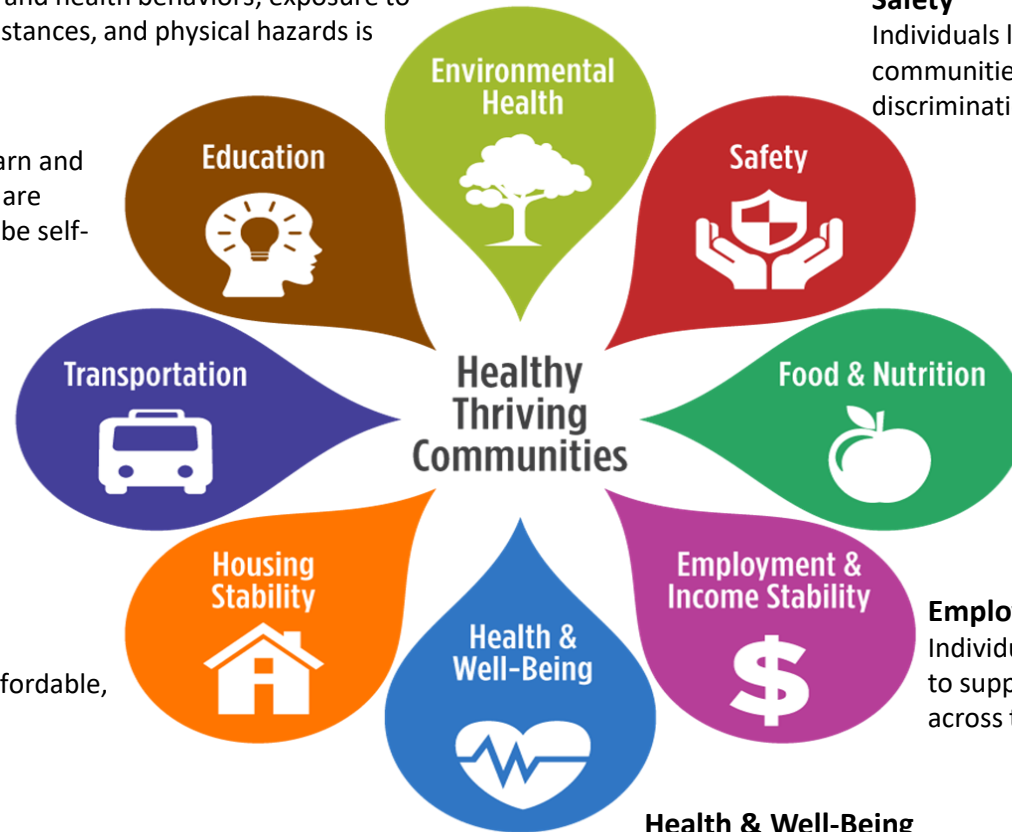 and health behaviors, exposure to
stances, and physical hazards is
Safety
Individuals l
communitie
discriminati
Environmental
Health
Education
Safety
arn and
are
be self-
Transportation
Healthy
Thriving
Communities
Food & Nutrition
Housing
Stability
Employment &
Income Stability
Health &
Well-Being
$
Employ
Individu
to supp
across t
fordable,
Health & Well-Being